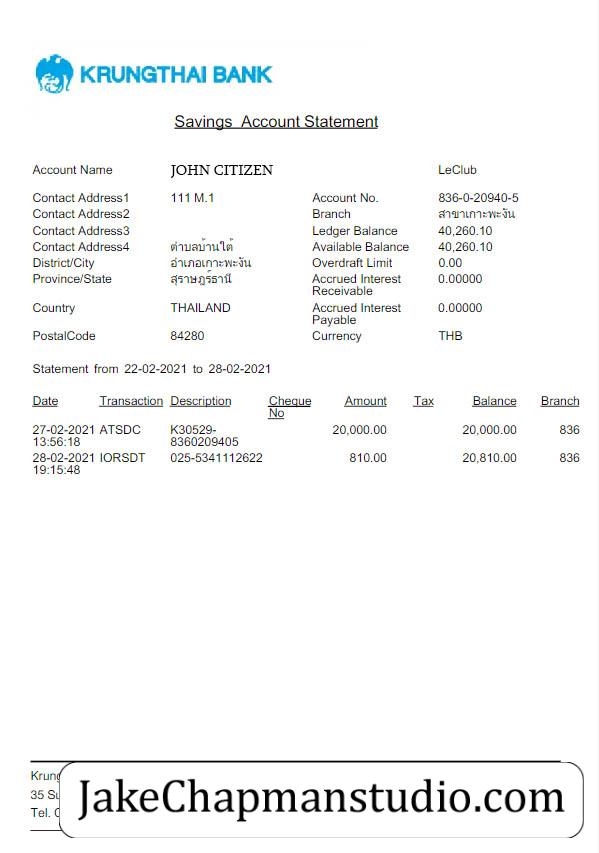 KRUNGTHAI BANK
Savings Account Statement
Account Name JOHN CITIZEN LeClub
Contact Address1 111 M.1 Account No. 836-0-20940-5
Contact Address2 Branch สาขาเกาะพะงัน
Contact Address3 Ledger Balance 40,260.10
Contact Address4 ตำบลบ้านใต้ Available Balance 40,260.10
District/City อำเภอเกาะพะงัน Overdraft Limit 0.00
Province/State สุราษฎร์ธานี Accrued Interest 0.00000
Receivable
Country THAILAND Accrued Interest 0.00000
Payable
PostalCode 84280 Currency THB
Statement from 22-02-2021 to 28-02-2021
Date Transaction Description Cheque Amount Tax Balance Branch
No
27-02-2021 ATSDC K30529- 20,000.00 20,000.00 836
13:56:18 8360209405
28-02-2021 IORSDT 025-5341112622 810.00 20,810.00 836
19:15:48
35
Tel.
JakeChapmanstudio.com